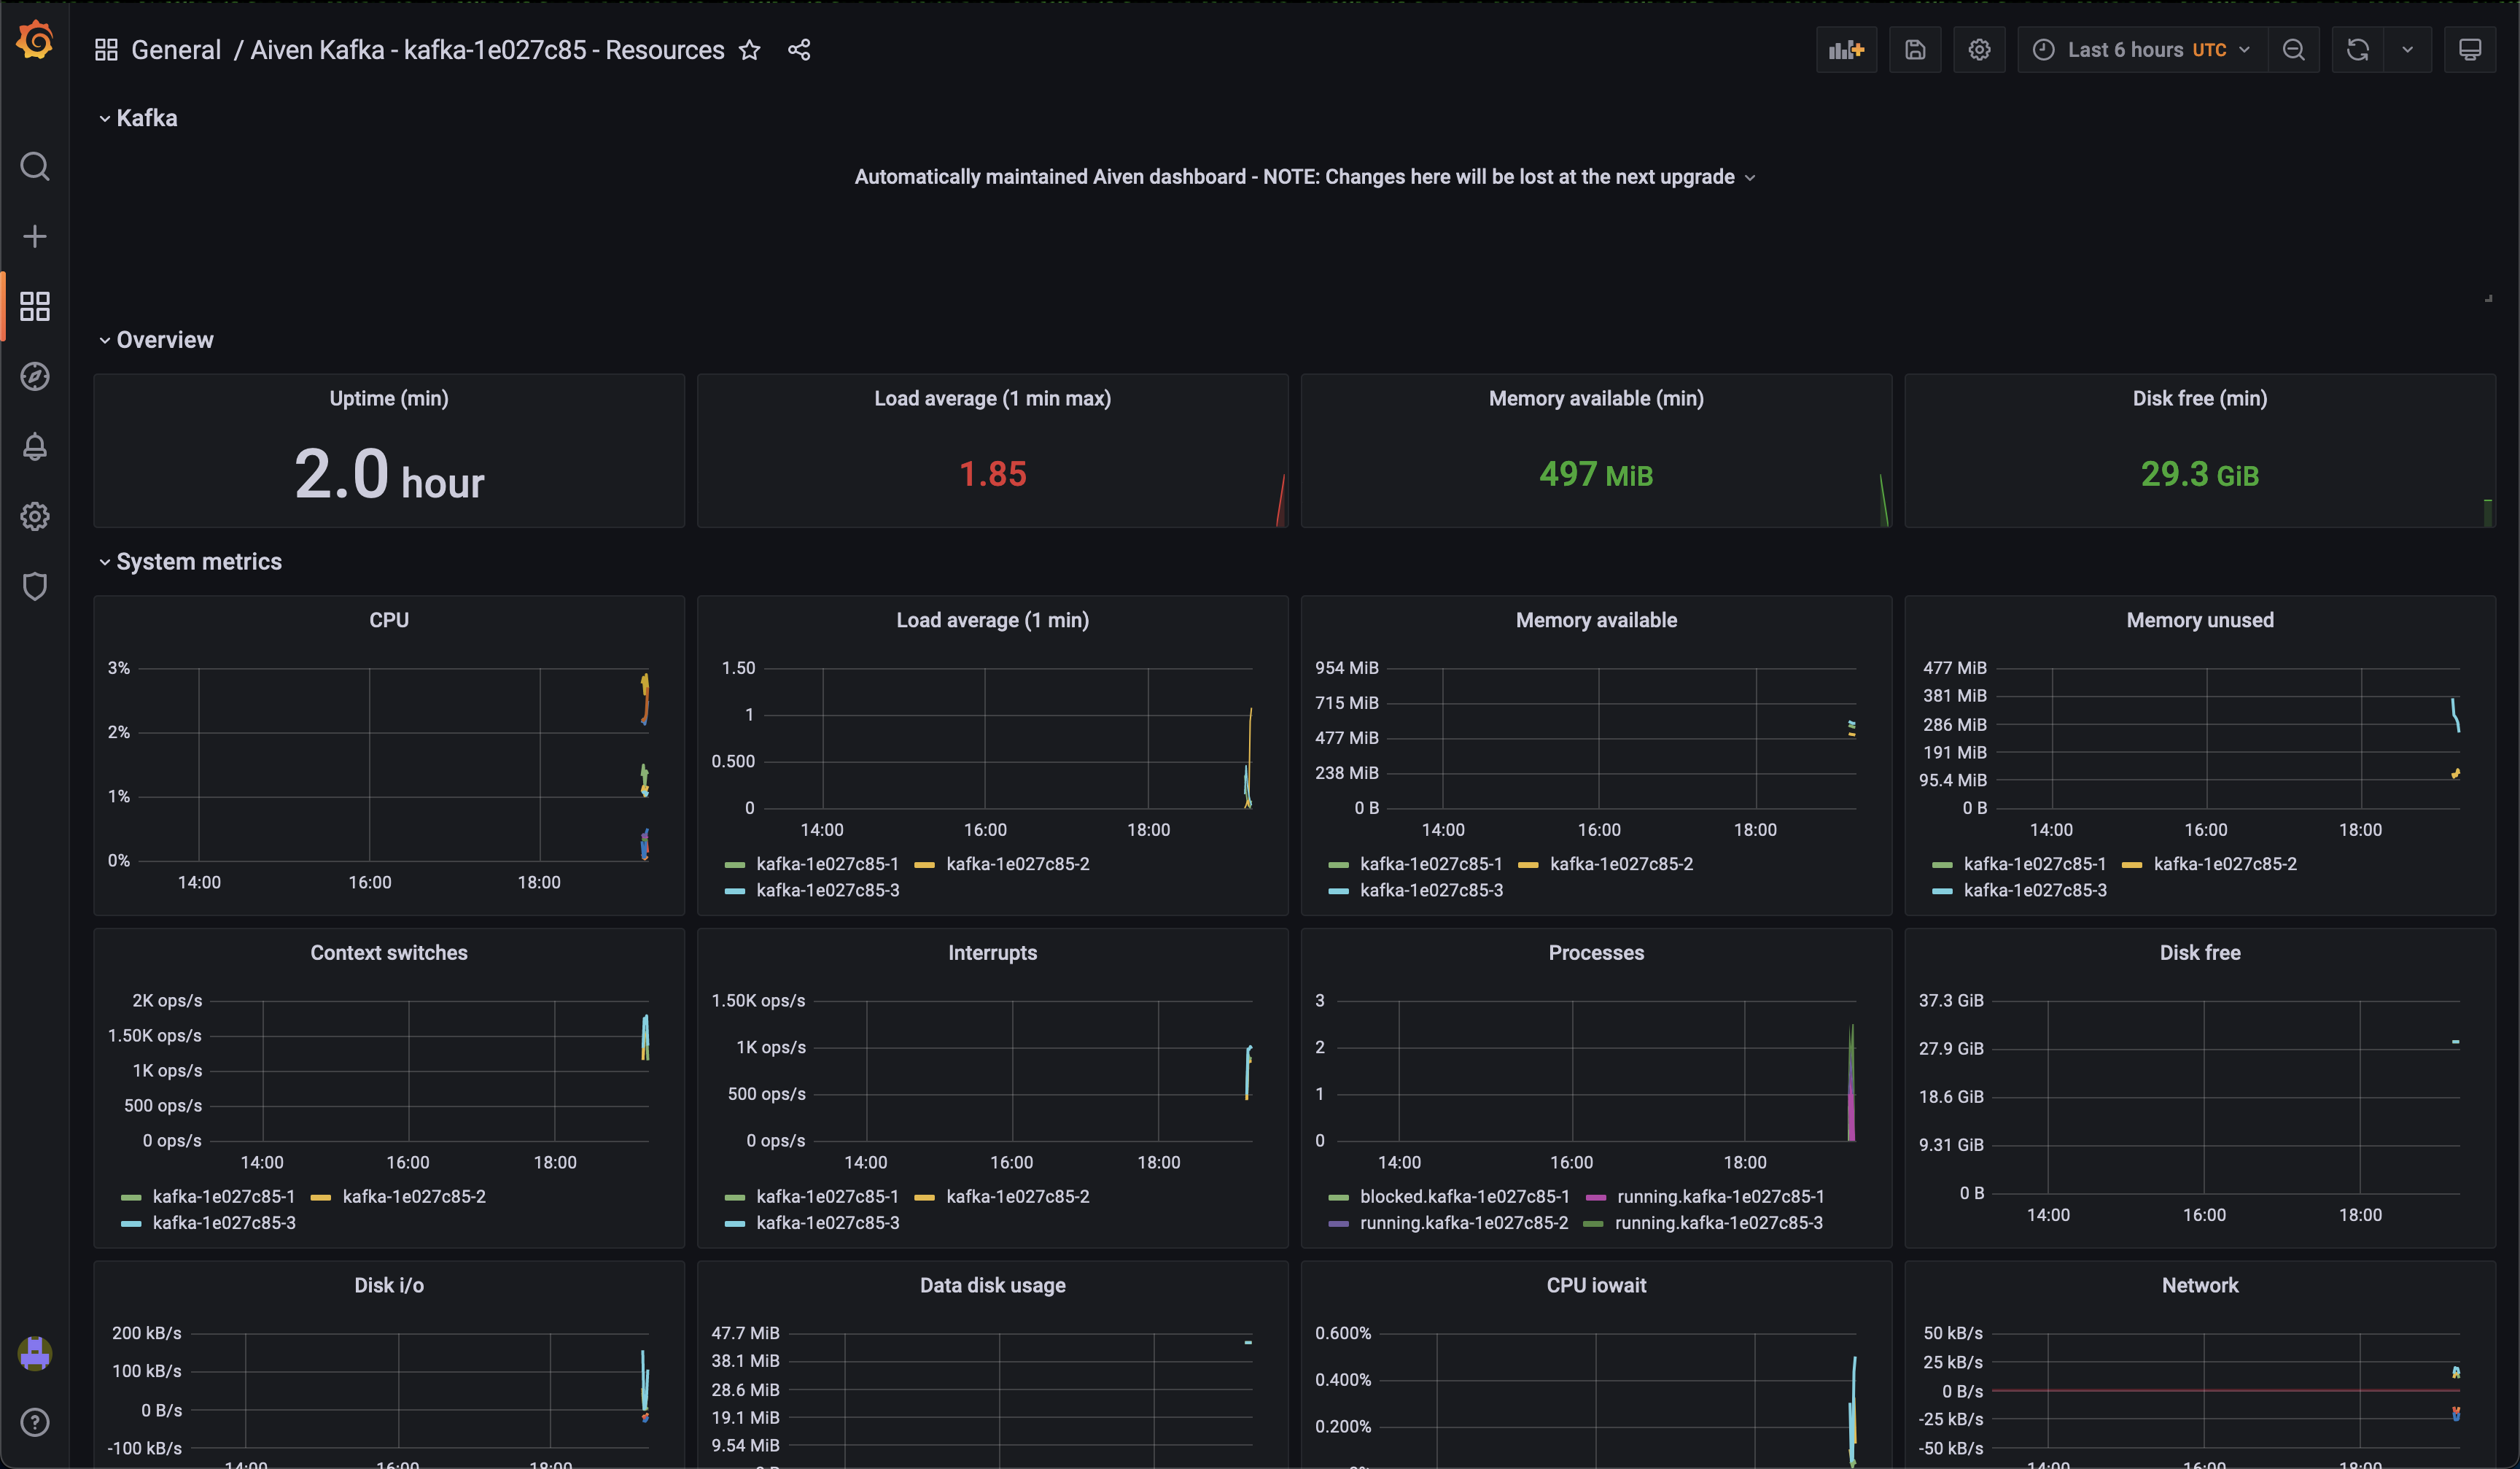 General / Aiven Kafka - kafka-1e027c85 - Resources
Last 6 hours UTC
Kafka
Automatically maintained Aiven dashboard - NOTE: Changes here will be lost at the next upgrade
Overview
Uptime (min)
2.0 hour
Load average (1 min max)
1.85
Memory available (min)
497 MiB
Disk free (min)
29.3 GiB
System metrics
CPU
3%
2%
1%
0%
14:00 16:00 18:00
Load average (1 min)
1.50
1
0.500
0
14:00 16:00 18:00
kafka-1e027c85-1 kafka-1e027c85-2
kafka-1e027c85-3
Memory available
954 MiB
715 MiB
477 MiB
238 MiB
0 B
14:00 16:00 18:00
kafka-1e027c85-1 kafka-1e027c85-2
kafka-1e027c85-3
Memory unused
477 MiB
381 MiB
286 MiB
191 MiB
95.4 MiB
0 B
14:00 16:00 18:00
kafka-1e027c85-1 kafka-1e027c85-2
kafka-1e027c85-3
Context switches
2K ops/s
1.50K ops/s
1K ops/s
500 ops/s
0 ops/s
14:00 16:00 18:00
kafka-1e027c85-1 kafka-1e027c85-2
kafka-1e027c85-3
Interrupts
1.50K ops/s
1K ops/s
500 ops/s
0 ops/s
14:00 16:00 18:00
kafka-1e027c85-1 kafka-1e027c85-2
kafka-1e027c85-3
Processes
3
2
1
0
14:00 16:00 18:00
blocked.kafka-1e027c85-1 running.kafka-1e027c85-1
running.kafka-1e027c85-2 running.kafka-1e027c85-3
Disk free
37.3 GiB
27.9 GiB
18.6 GiB
9.31 GiB
0 B
14:00 16:00 18:00
Disk i/o
200 kB/s
100 kB/s
0 B/s
-100 kB/s
14:00 16:00 18:00
Data disk usage
47.7 MiB
38.1 MiB
28.6 MiB
19.1 MiB
9.54 MiB
CPU iowait
0.600%
0.400%
0.200%
Network
50 kB/s
25 kB/s
0 B/s
-25 kB/s
-50 kB/s
14:00 16:00 18:00